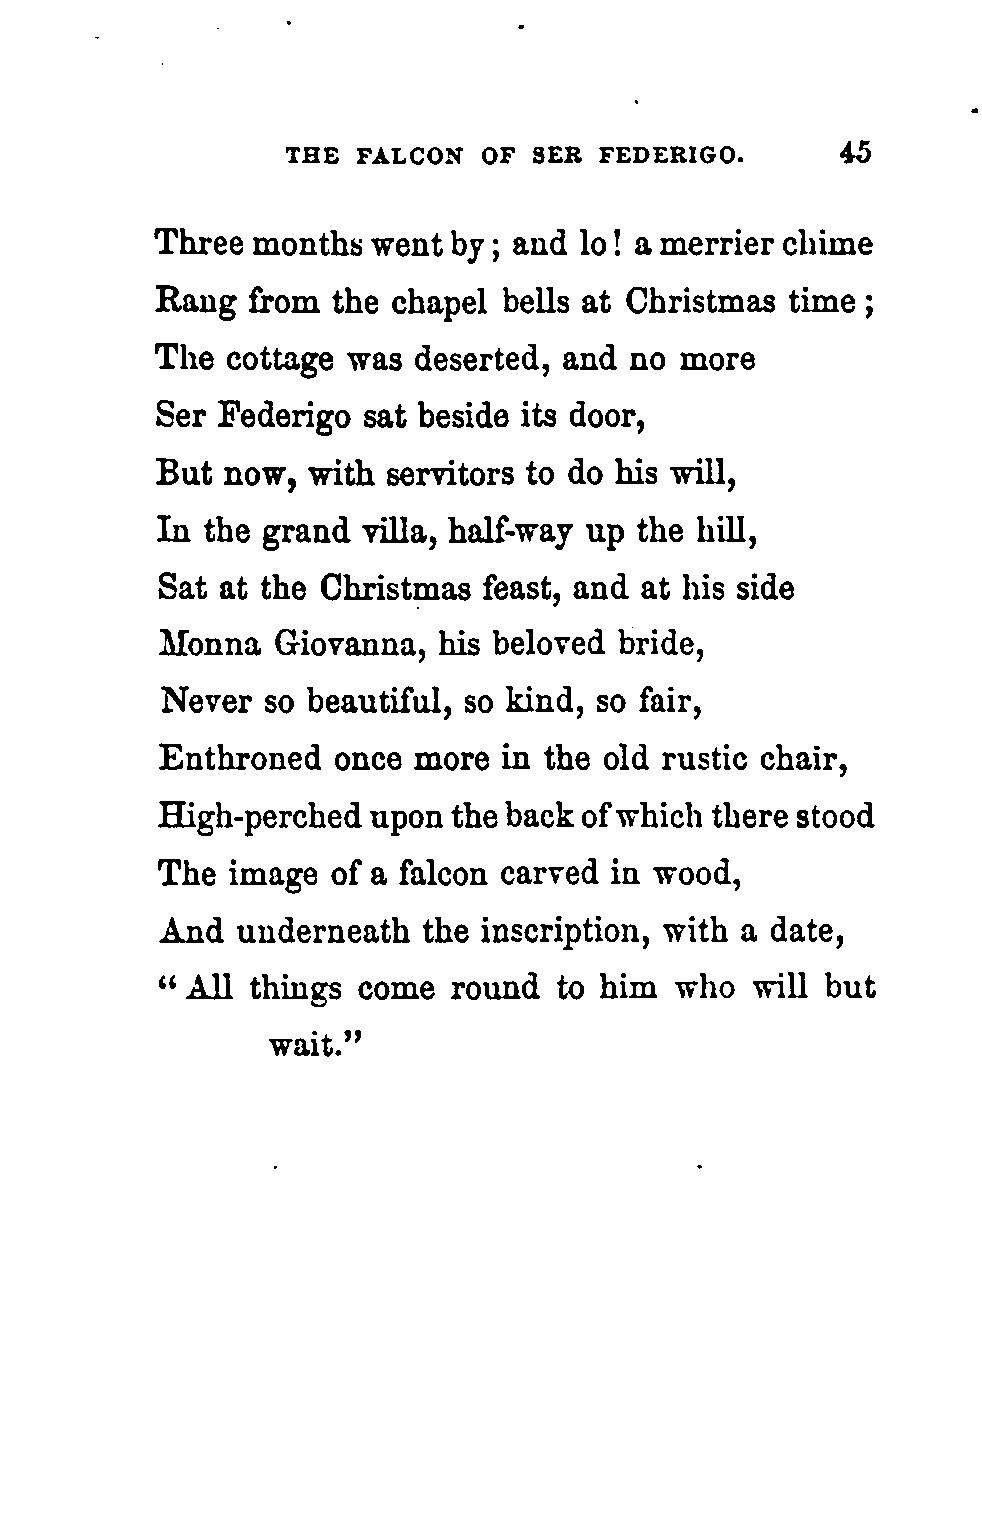 THE FALCON OF SER FEDERIGO. 45
Three months went by; and lo! a merrier chime
Rang from the chapel bells at Christmas time;
The cottage was deserted, and no more
Ser Federigo sat beside its door,
But now, with servitors to do his will,
In the grand villa, half-way up the hill,
Sat at the Christmas feast, and at his side
Monna Giovanna, his beloved bride,
Never so beautiful, so kind, so fair,
Enthroned once more in the old rustic chair,
High-perched upon the back of which there stood
The image of a falcon carved in wood,
And underneath the inscription, with a date,
“All things come round to him who will but
wait.”